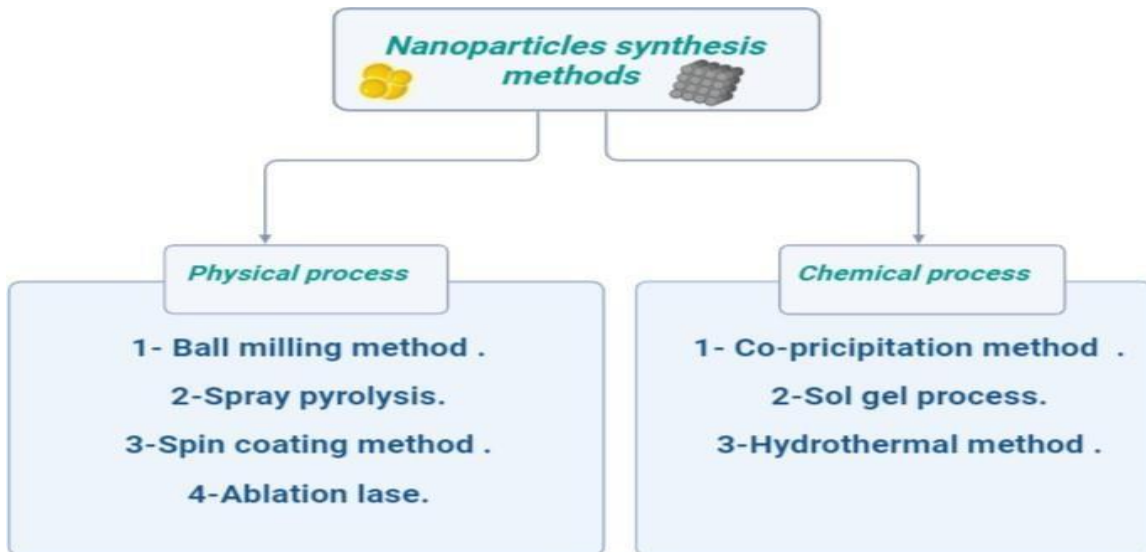 Nanoparticles synthesis
methods
Physical process
1- Ball milling method .
2-Spray pyrolysis.
3-Spin coating method .
4-Ablation lase.
Chemical process
1- Co-pricipitation method .
2-Sol gel process.
3-Hydrothermal method .